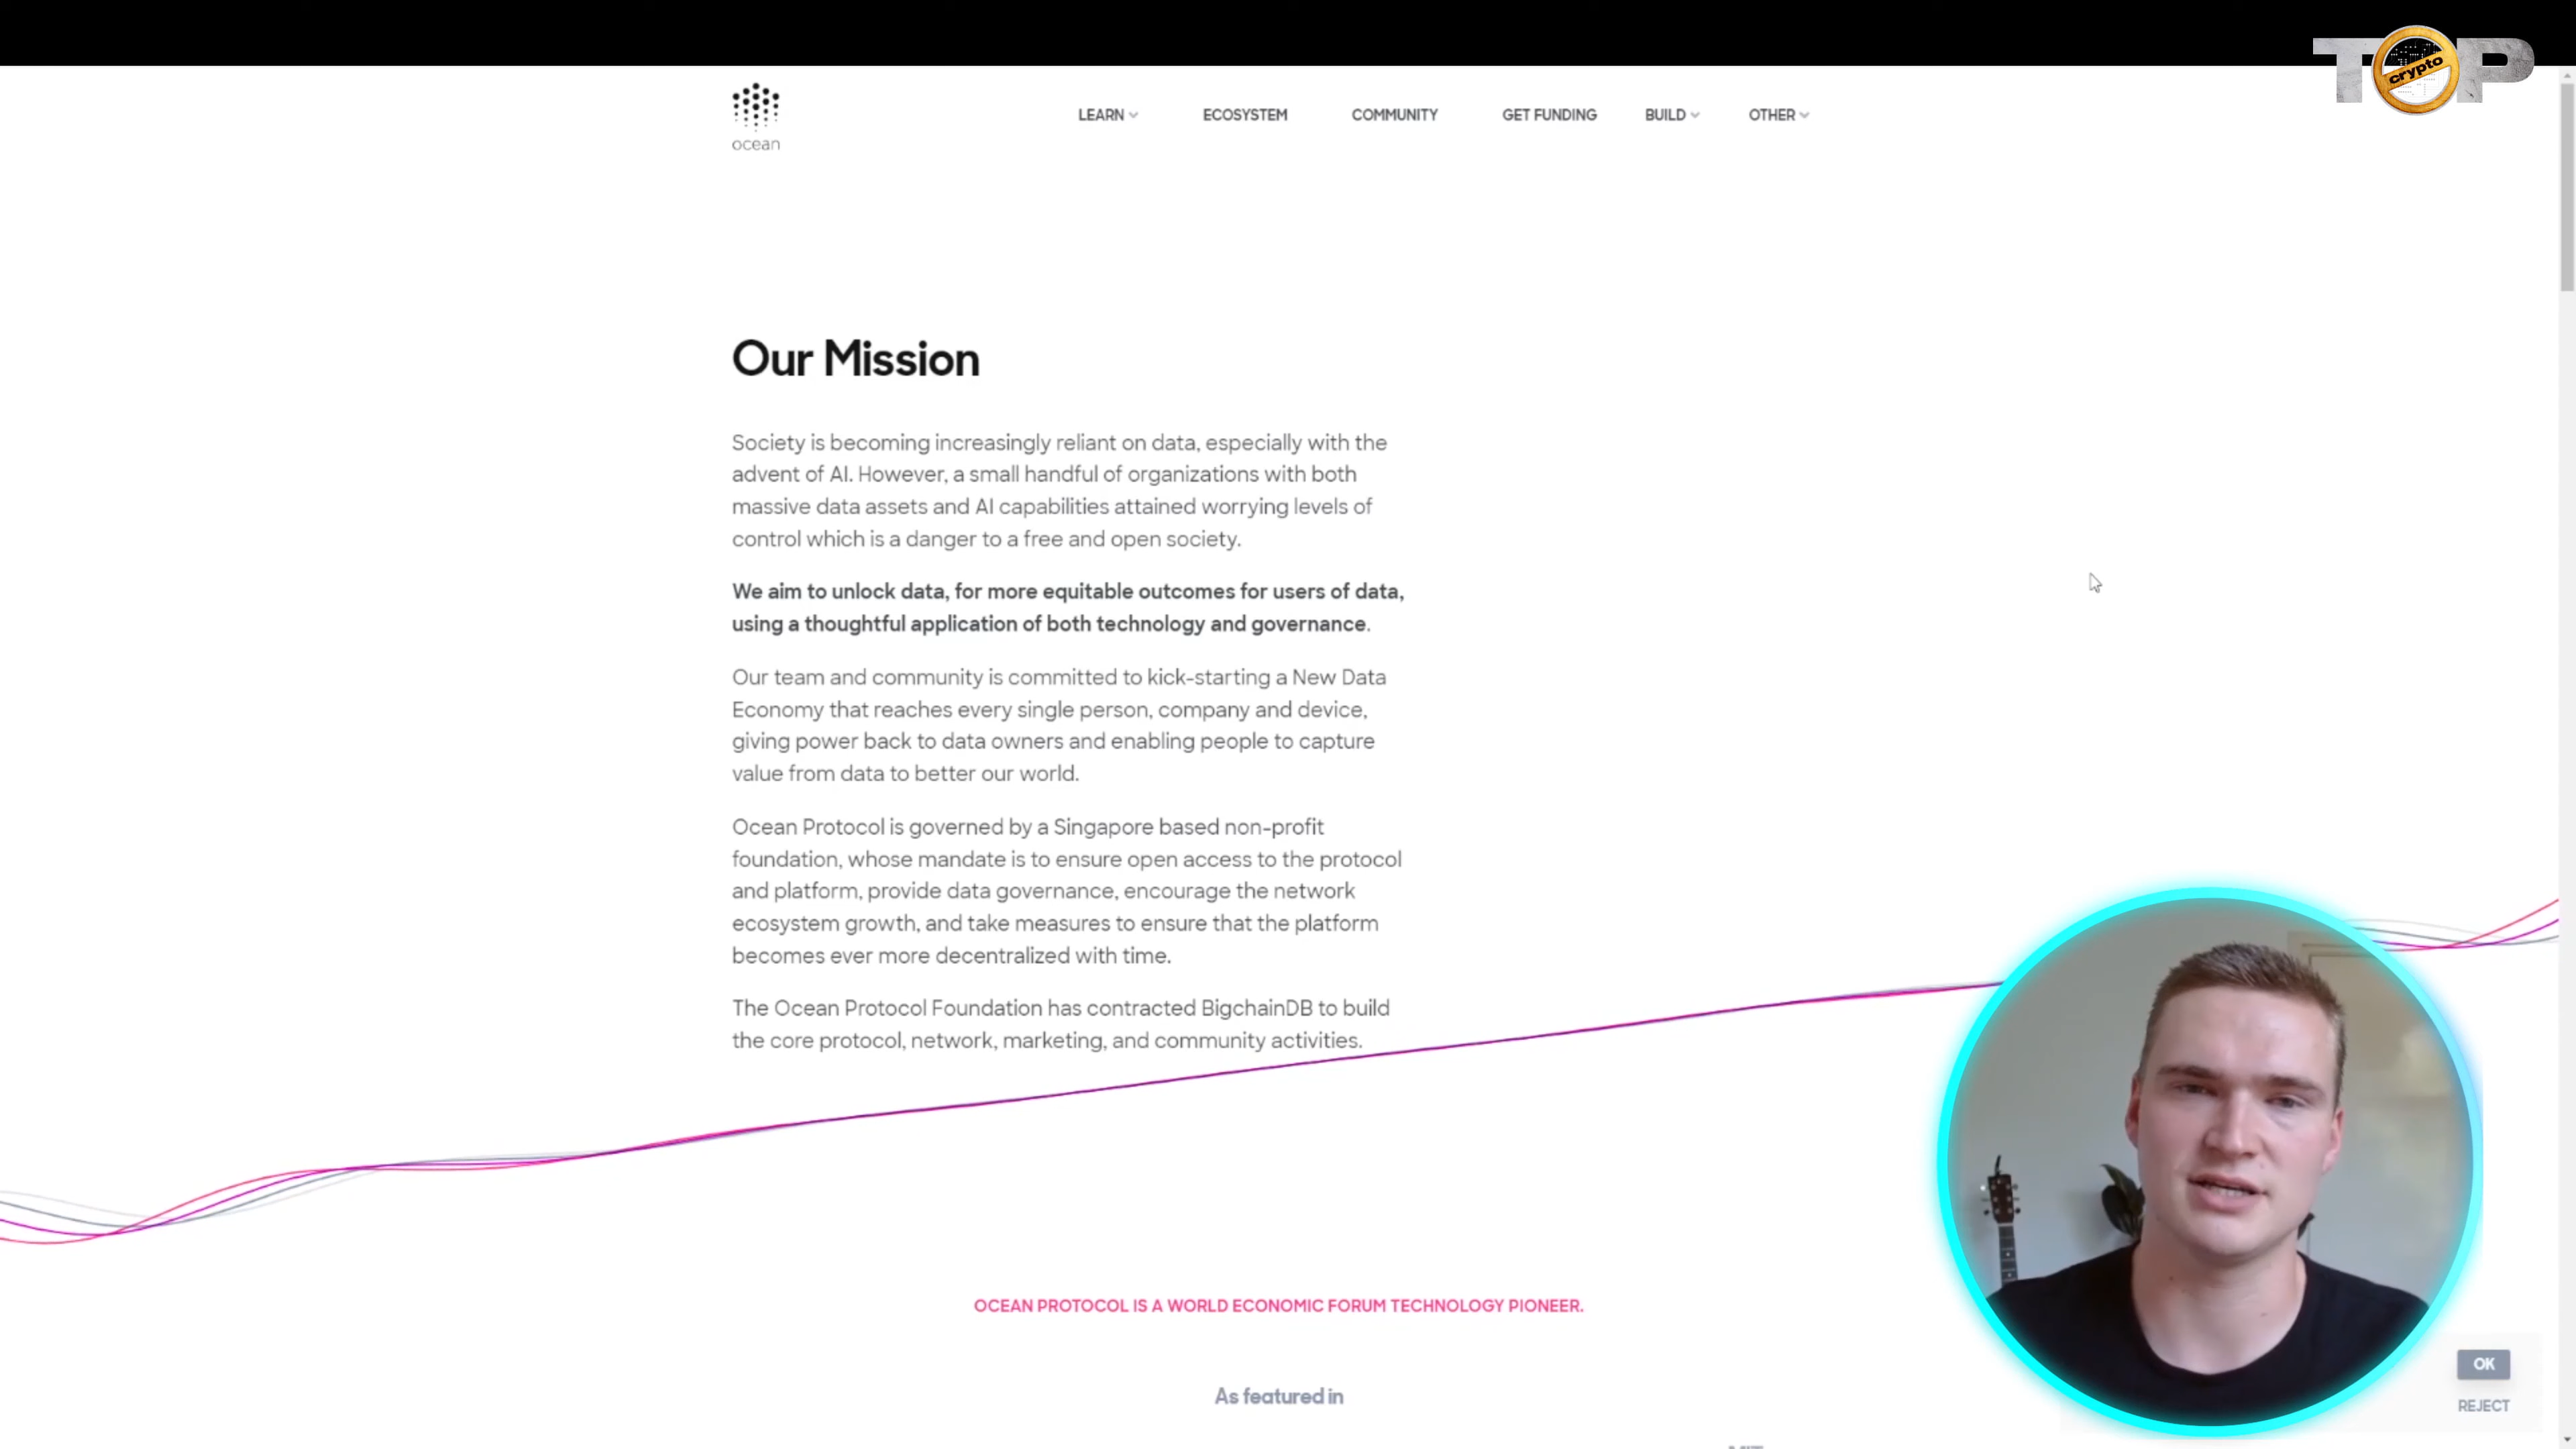 TOP
crypto
ocean
LEARN
ECOSYSTEM
COMMUNITY
GET FUNDING
BUILD
OTHER
Our Mission
Society is becoming increasingly reliant on data, especially with the
advent of AI. However, a small handful of organizations with both
massive data assets and AI capabilities attained worrying levels of
control which is a danger to a free and open society.
We aim to unlock data, for more equitable outcomes for users of data,
using a thoughtful application of both technology and governance.
Our team and community is committed to kick-starting a New Data
Economy that reaches every single person, company and device,
giving power back to data owners and enabling people to capture
value from data to better our world.
Ocean Protocol is governed by a Singapore based non-profit
foundation, whose mandate is to ensure open access to the protocol
and platform, provide data governance, encourage the network
ecosystem growth, and take measures to ensure that the platform
becomes ever more decentralized with time.
The Ocean Protocol Foundation has contracted BigchainDB to build
the core protocol, network, marketing, and community activities.
OCEAN PROTOCOL IS A WORLD ECONOMIC FORUM TECHNOLOGY PIONEER.
OK
As featured in
REJECT